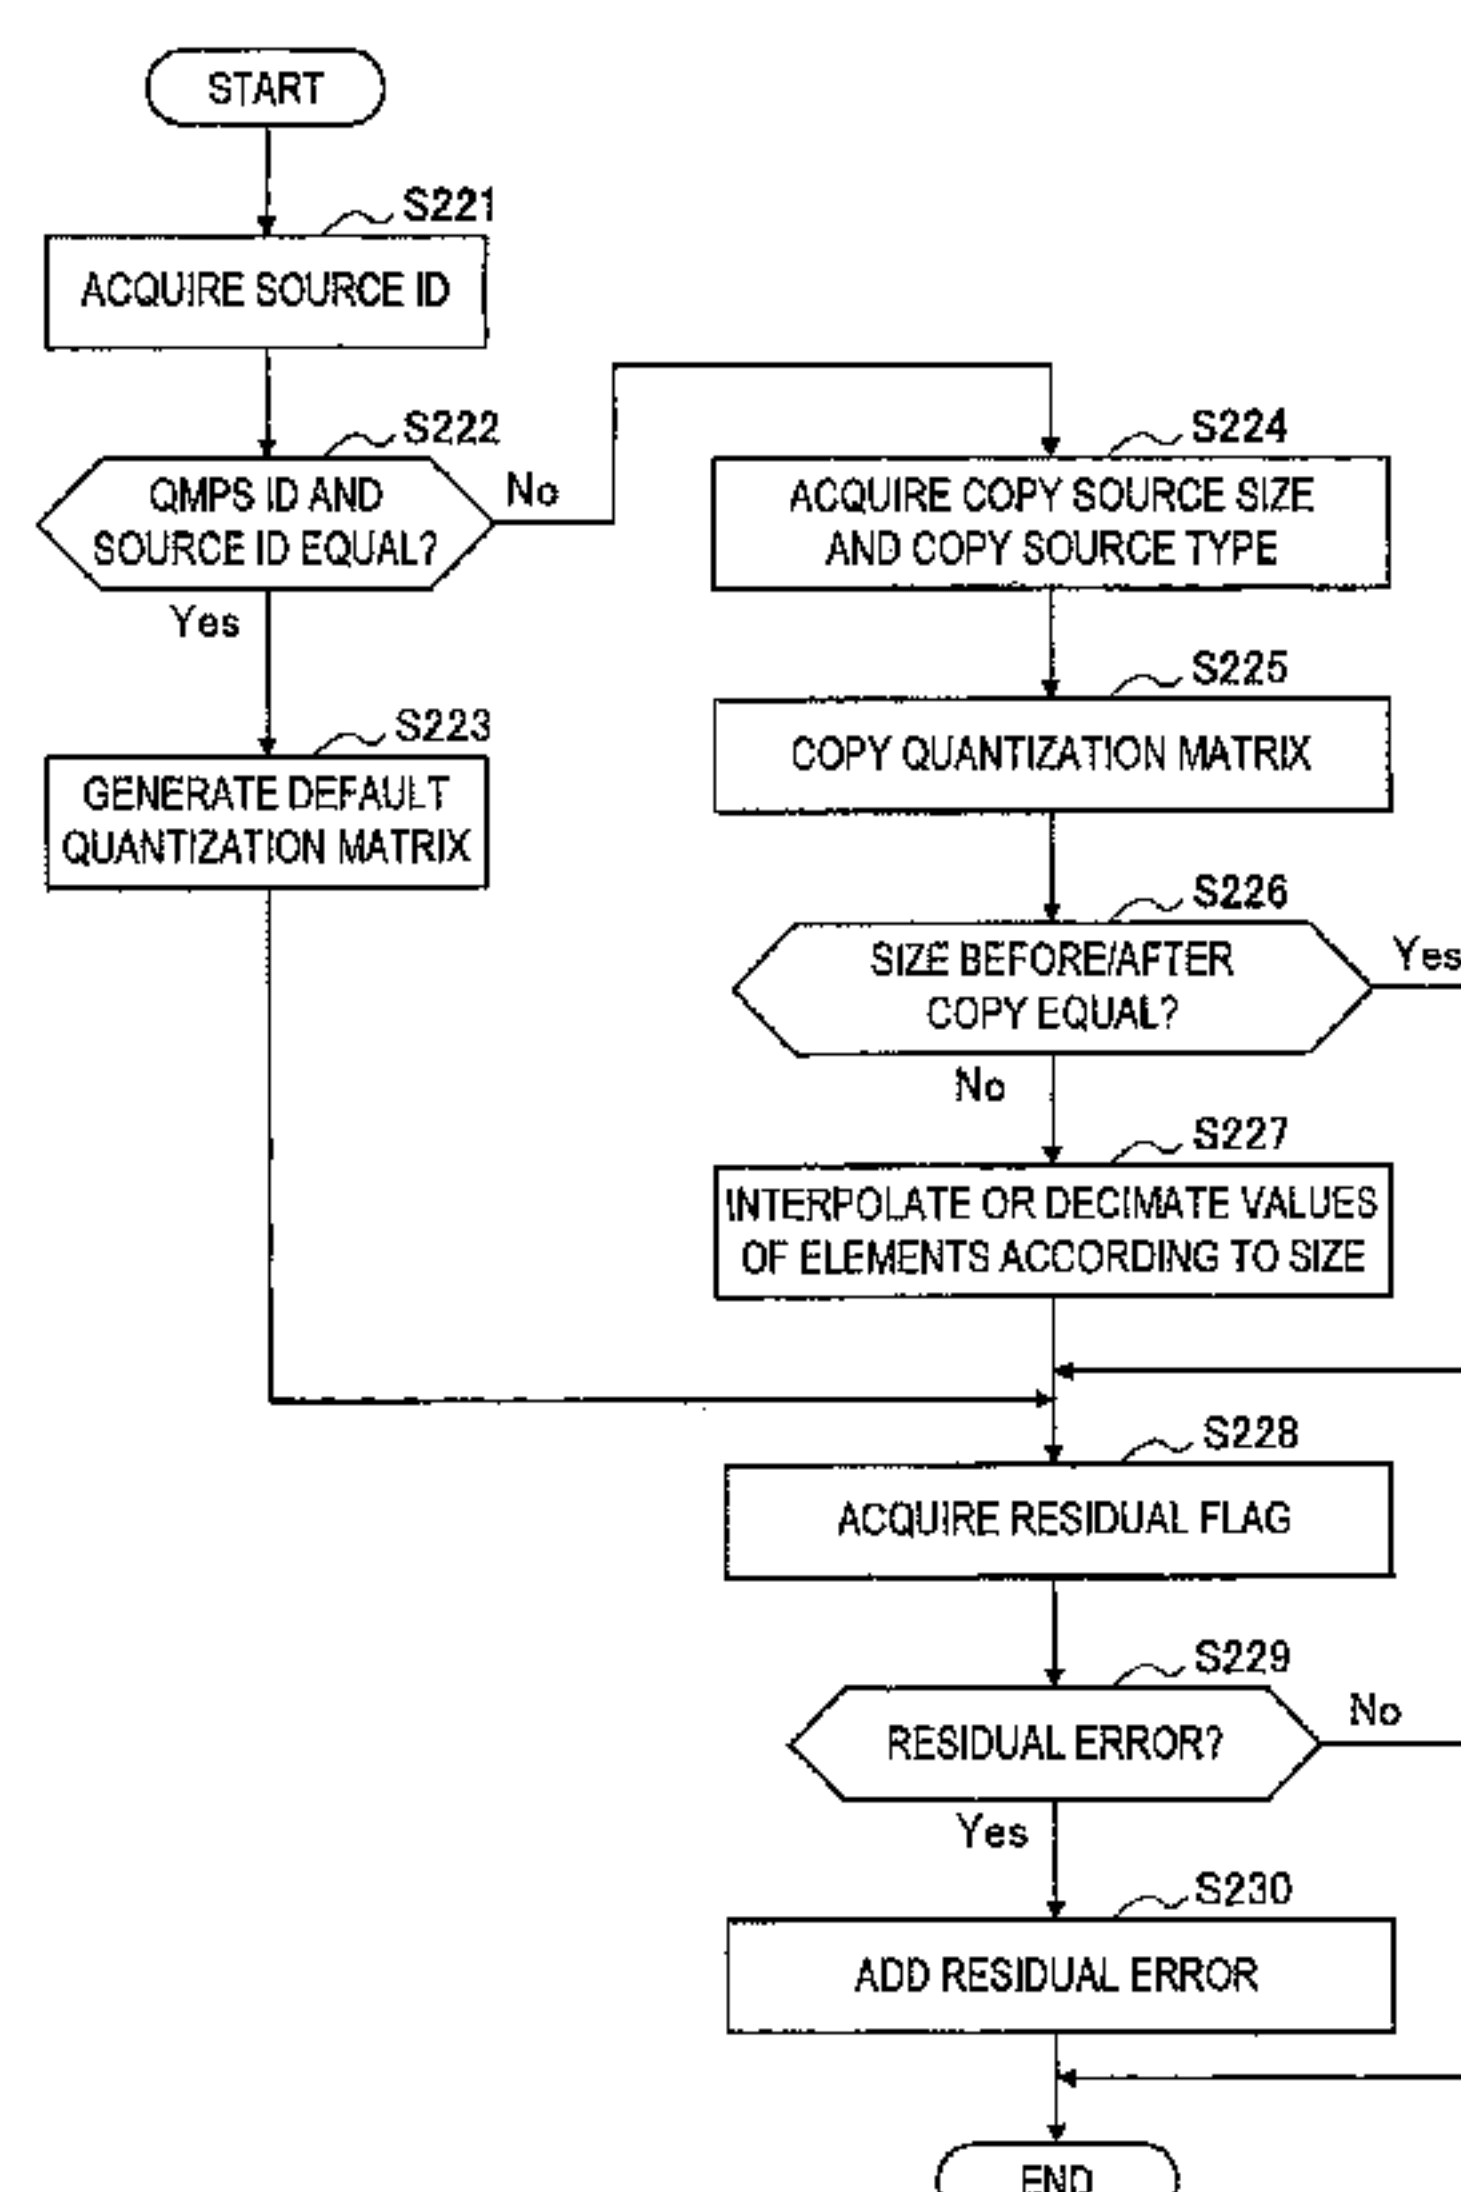 START
S221
ACQUIRE SOURCE ID
S222
QMPS ID AND
SOURCE ID EQUAL?
No
Yes
S223
GENERATE DEFAULT
QUANTIZATION MATRIX
S224
ACQUIRE COPY SOURCE SIZE
AND COPY SOURCE TYPE
S225
COPY QUANTIZATION MATRIX
S226
SIZE BEFORE/AFTER
COPY EQUAL?
Yes
No
S227
INTERPOLATE OR DECIMATE VALUES
OF ELEMENTS ACCORDING TO SIZE
S228
ACQUIRE RESIDUAL FLAG
S229
RESIDUAL ERROR?
No
Yes
S230
ADD RESIDUAL ERROR
END